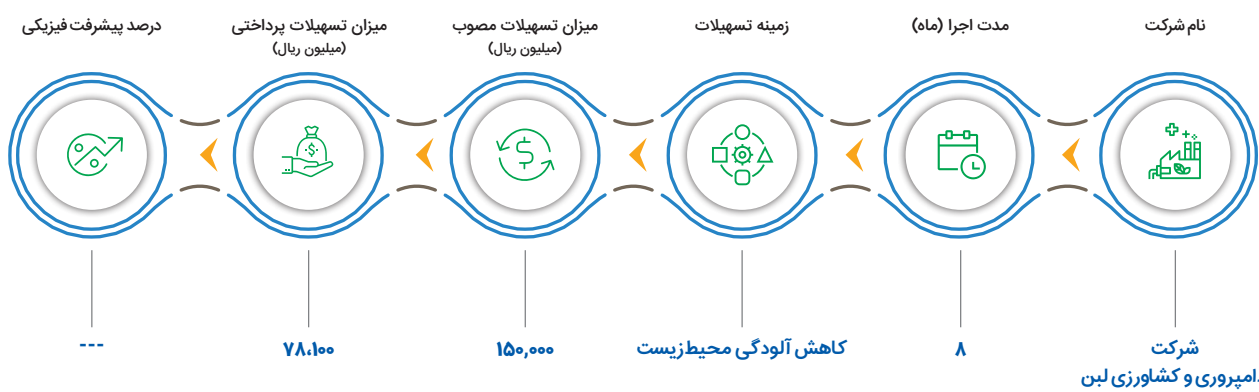 نام شرکت
مدت اجرا (ماه)
زمینه تسهیلات
میزان تسهیلات مصوب
(میلیون ریال)
میزان تسهیلات پرداختی
(میلیون ریال)
درصد پیشرفت فیزیکی
شرکت
امپروری و کشاورزی لبن
۸
کاهش آلودگی محیط‌زیست
۱۵۰,۰۰۰
۷۸،۱۰۰
---